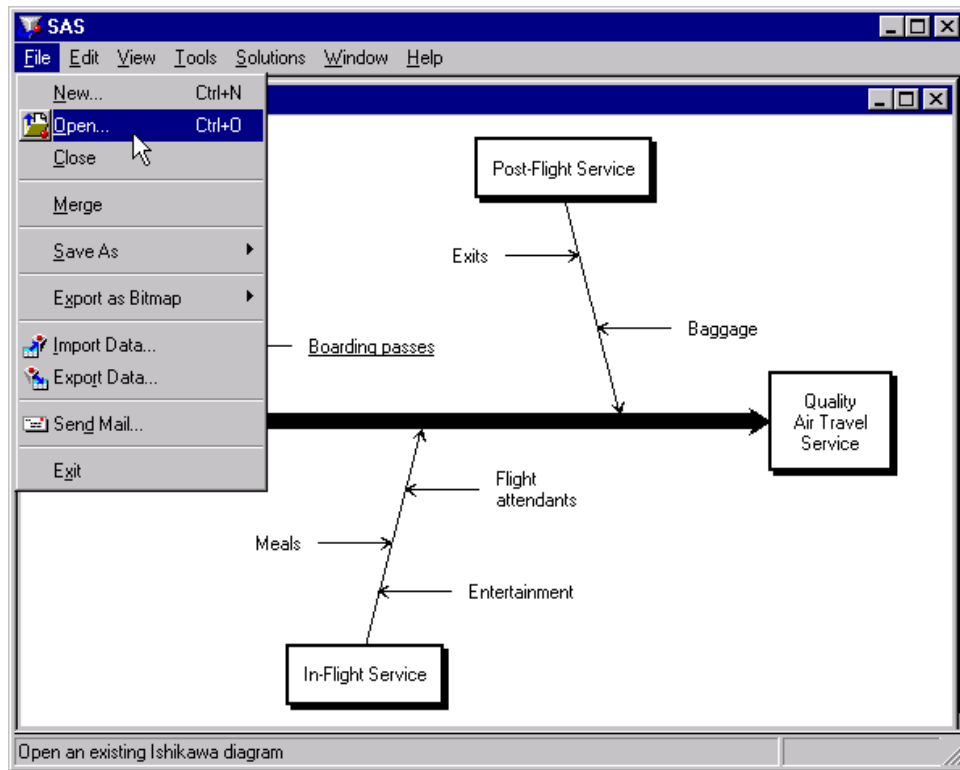 SAS
File Edit View Tools Solutions Window Help
New... Ctrl+N
Open... Ctrl+O
Close
Merge
Save As
Export as Bitmap
Import Data...
Export Data...
Send Mail...
Exit
Post-Flight Service
Exits
Baggage
Boarding passes
Quality
Air Travel
Service
Flight
attendants
Meals
Entertainment
In-Flight Service
Open an existing Ishikawa diagram